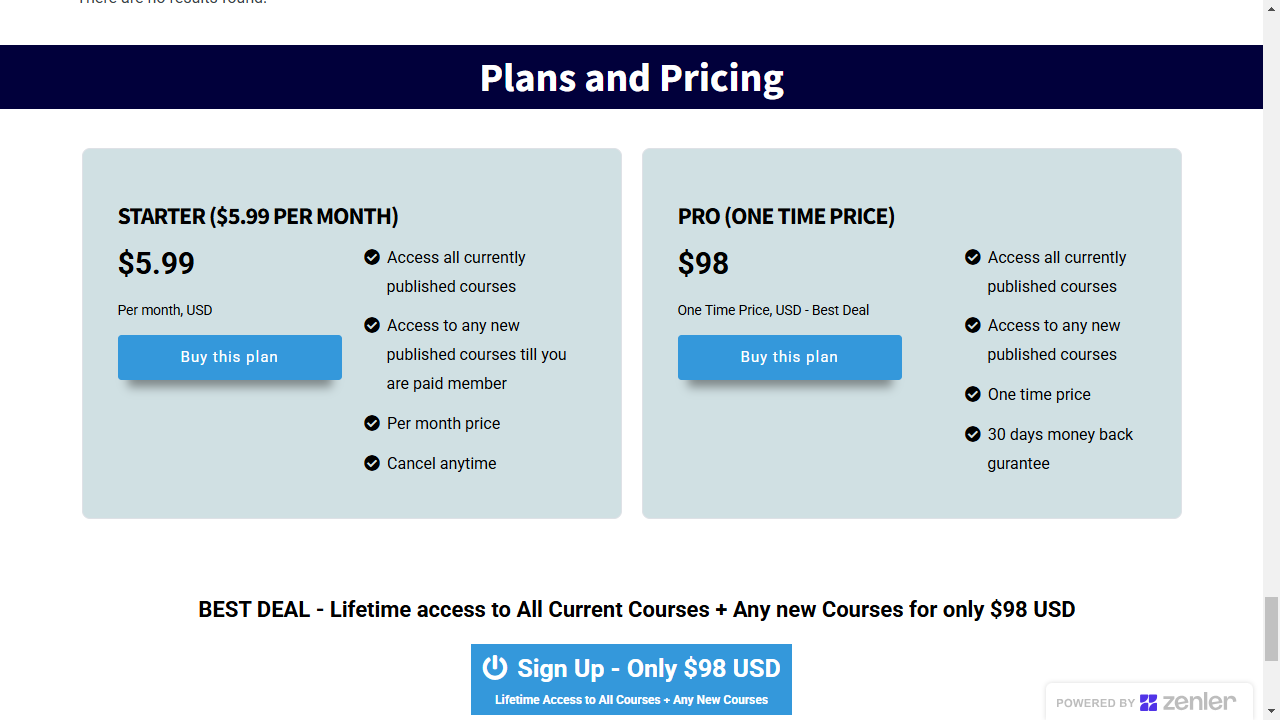 There are no results found.
Plans and Pricing
STARTER ($5.99 PER MONTH)
$5.99
Per month, USD
Buy this plan
Access all currently
published courses
Access to any new
published courses till you
are paid member
Per month price
Cancel anytime
PRO (ONE TIME PRICE)
$98
One Time Price, USD - Best Deal
Buy this plan
Access all currently
published courses
Access to any new
published courses
One time price
30 days money back
gurantee
BEST DEAL - Lifetime access to All Current Courses + Any new Courses for only $98 USD
Sign Up - Only $98 USD
Lifetime Access to All Courses + Any New Courses
POWERED BY zenler